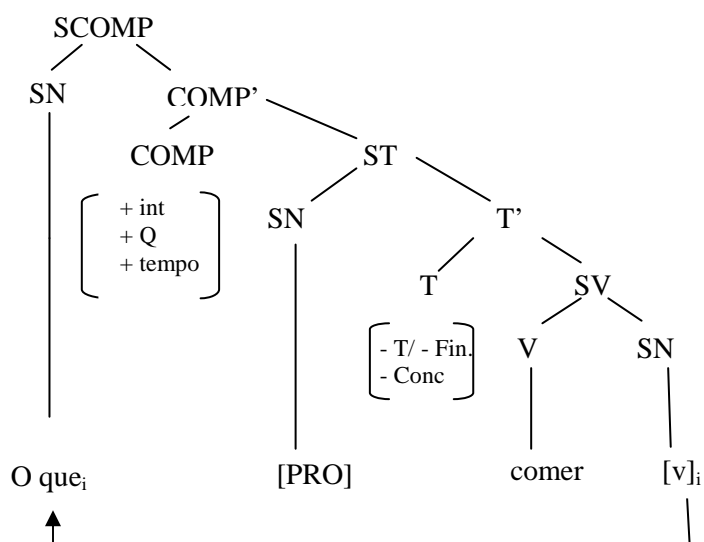 SCOMP
SN COMP’
COMP ST
+ int
+ Q
+ tempo
SN T’
T SV
- T/ - Fin.
- Conc
V SN
O queᵢ [PRO] comer [v]ᵢ